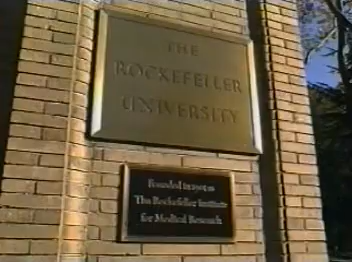 THE
ROCKEFELLER
UNIVERSITY
Founded in 1901 as
The Rockefeller Institute
for Medical Research